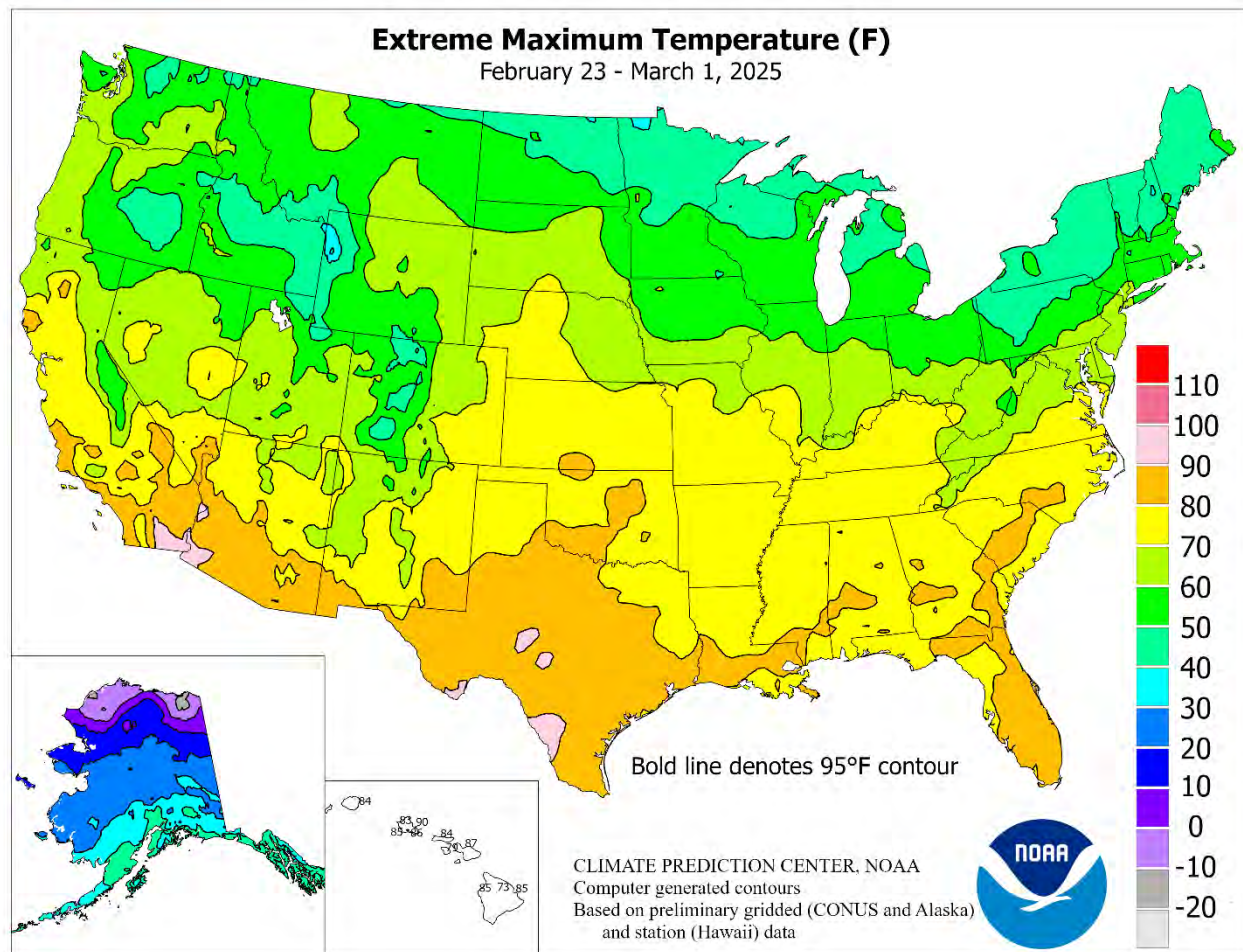 Extreme Maximum Temperature (F)
February 23 - March 1, 2025
110
100
90
80
70
60
50
40
30
20
10
0
-10
-20
Bold line denotes 95°F contour
84
83 90
85 86
84
79 87
85 73 85
CLIMATE PREDICTION CENTER, NOAA
Computer generated contours
Based on preliminary gridded (CONUS and Alaska)
and station (Hawaii) data
NOAA